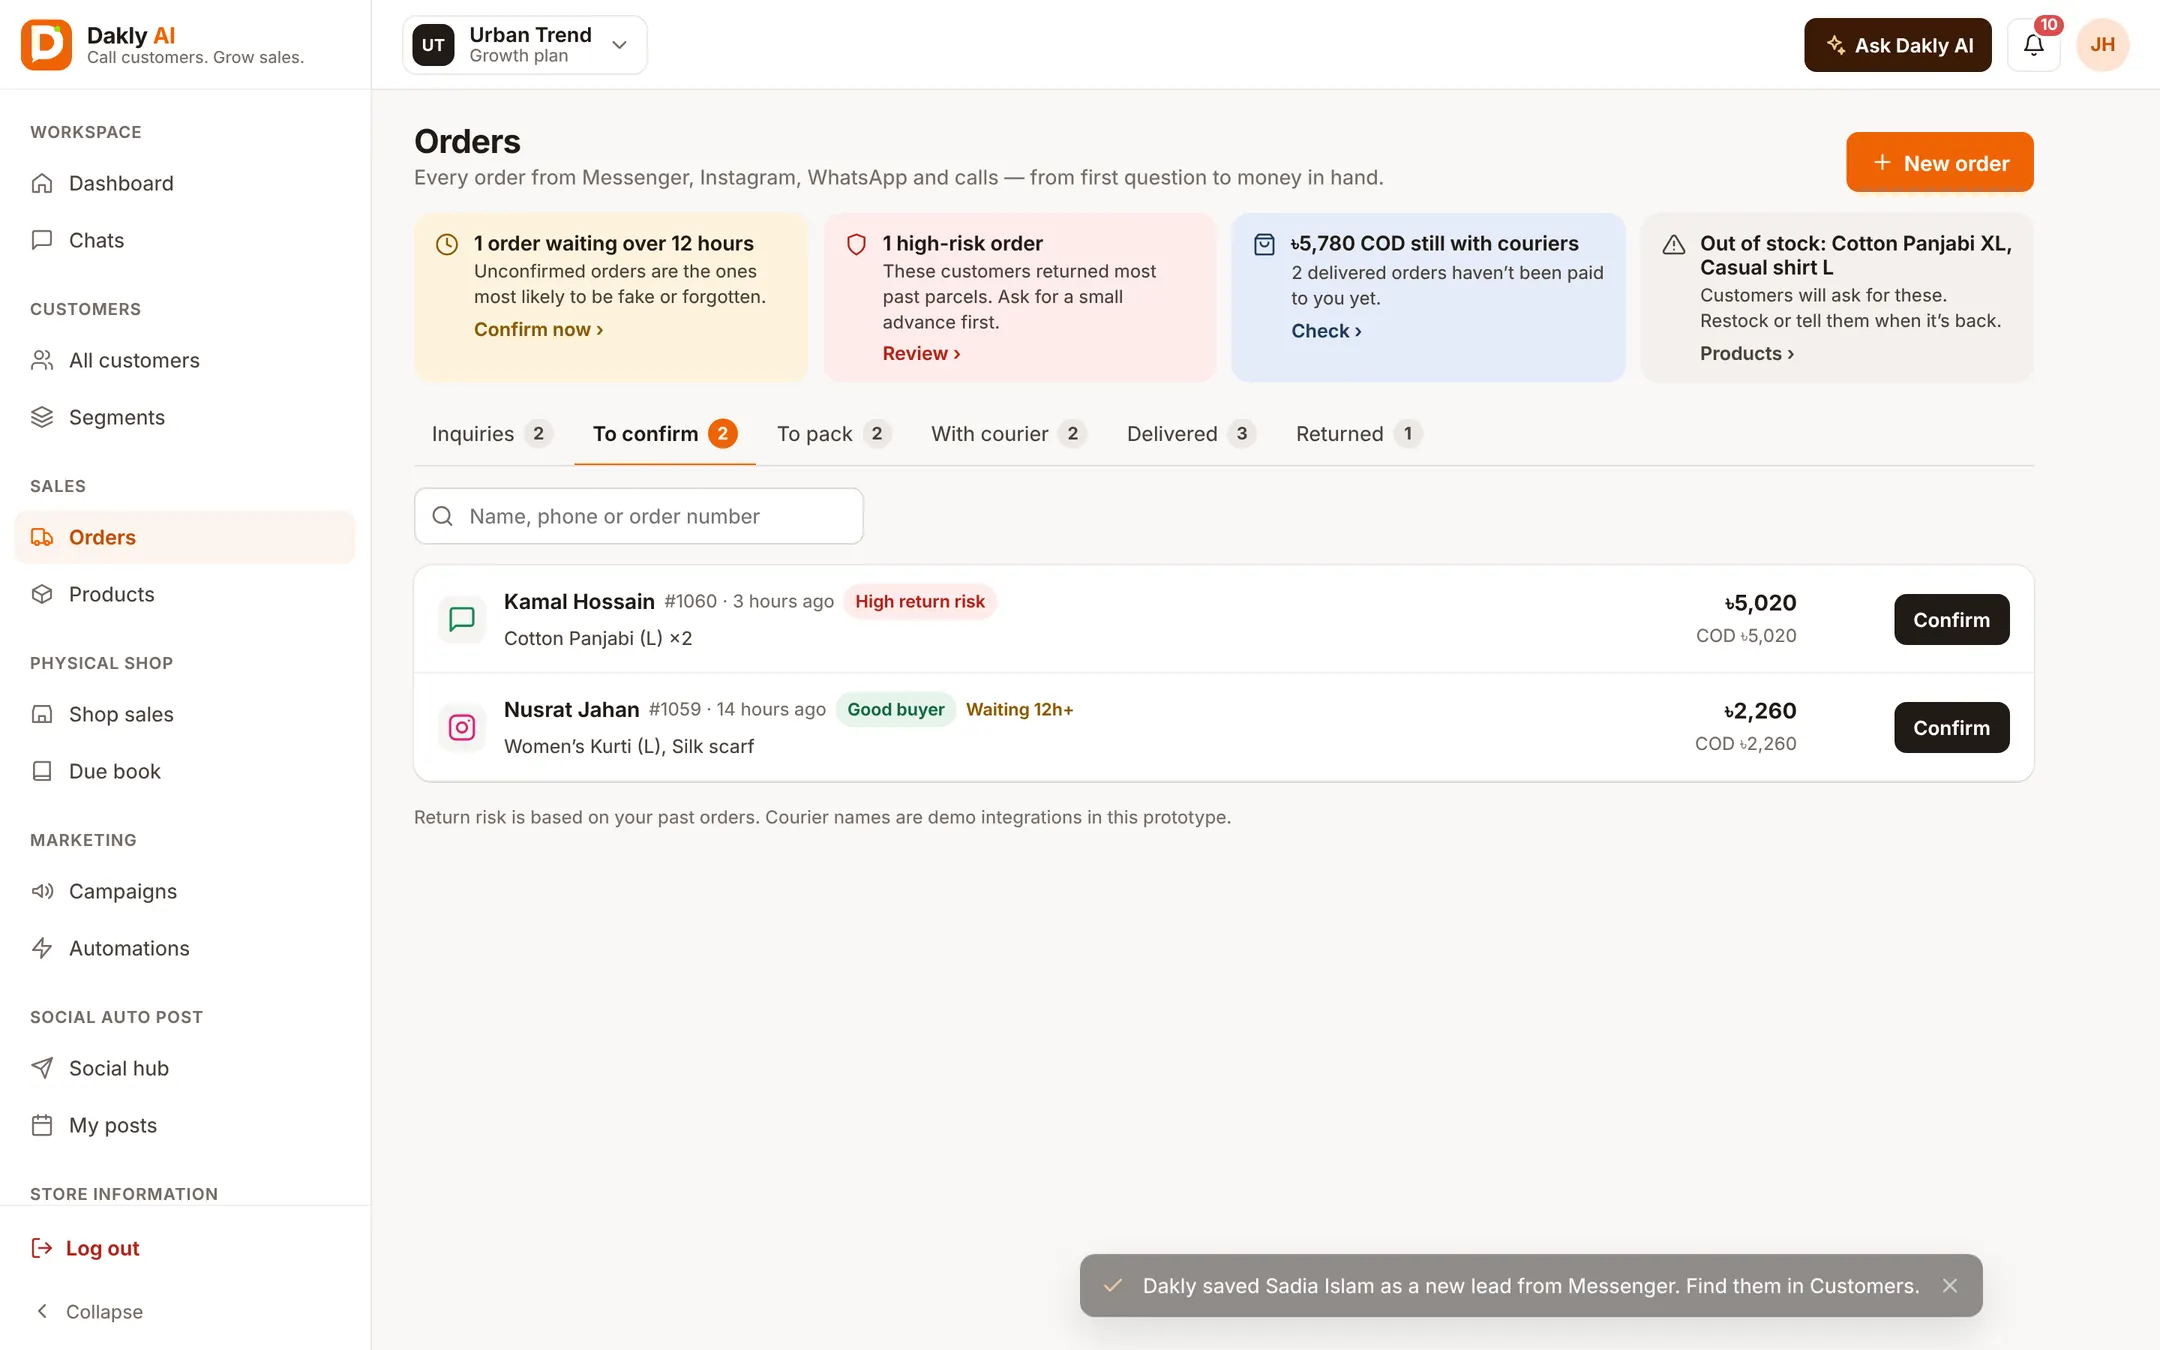 Dakly AI
Call customers. Grow sales.
UT
Urban Trend
Growth plan
Ask Dakly AI
10
JH
WORKSPACE
Dashboard
Chats
CUSTOMERS
All customers
Segments
SALES
Orders
Products
PHYSICAL SHOP
Shop sales
Due book
MARKETING
Campaigns
Automations
SOCIAL AUTO POST
Social hub
My posts
STORE INFORMATION
Log out
Collapse
Orders
Every order from Messenger, Instagram, WhatsApp and calls — from first question to money in hand.
+ New order
1 order waiting over 12 hours
Unconfirmed orders are the ones
most likely to be fake or forgotten.
Confirm now ›
1 high-risk order
These customers returned most
past parcels. Ask for a small
advance first.
Review ›
৳5,780 COD still with couriers
2 delivered orders haven’t been paid
to you yet.
Check ›
Out of stock: Cotton Panjabi XL,
Casual shirt L
Customers will ask for these.
Restock or tell them when it’s back.
Products ›
Inquiries 2 To confirm 2 To pack 2 With courier 2 Delivered 3 Returned 1
Name, phone or order number
Kamal Hossain #1060 · 3 hours ago High return risk
Cotton Panjabi (L) ×2
৳5,020
COD ৳5,020
Confirm
Nusrat Jahan #1059 · 14 hours ago Good buyer Waiting 12h+
Women’s Kurti (L), Silk scarf
৳2,260
COD ৳2,260
Confirm
Return risk is based on your past orders. Courier names are demo integrations in this prototype.
Dakly saved Sadia Islam as a new lead from Messenger. Find them in Customers.